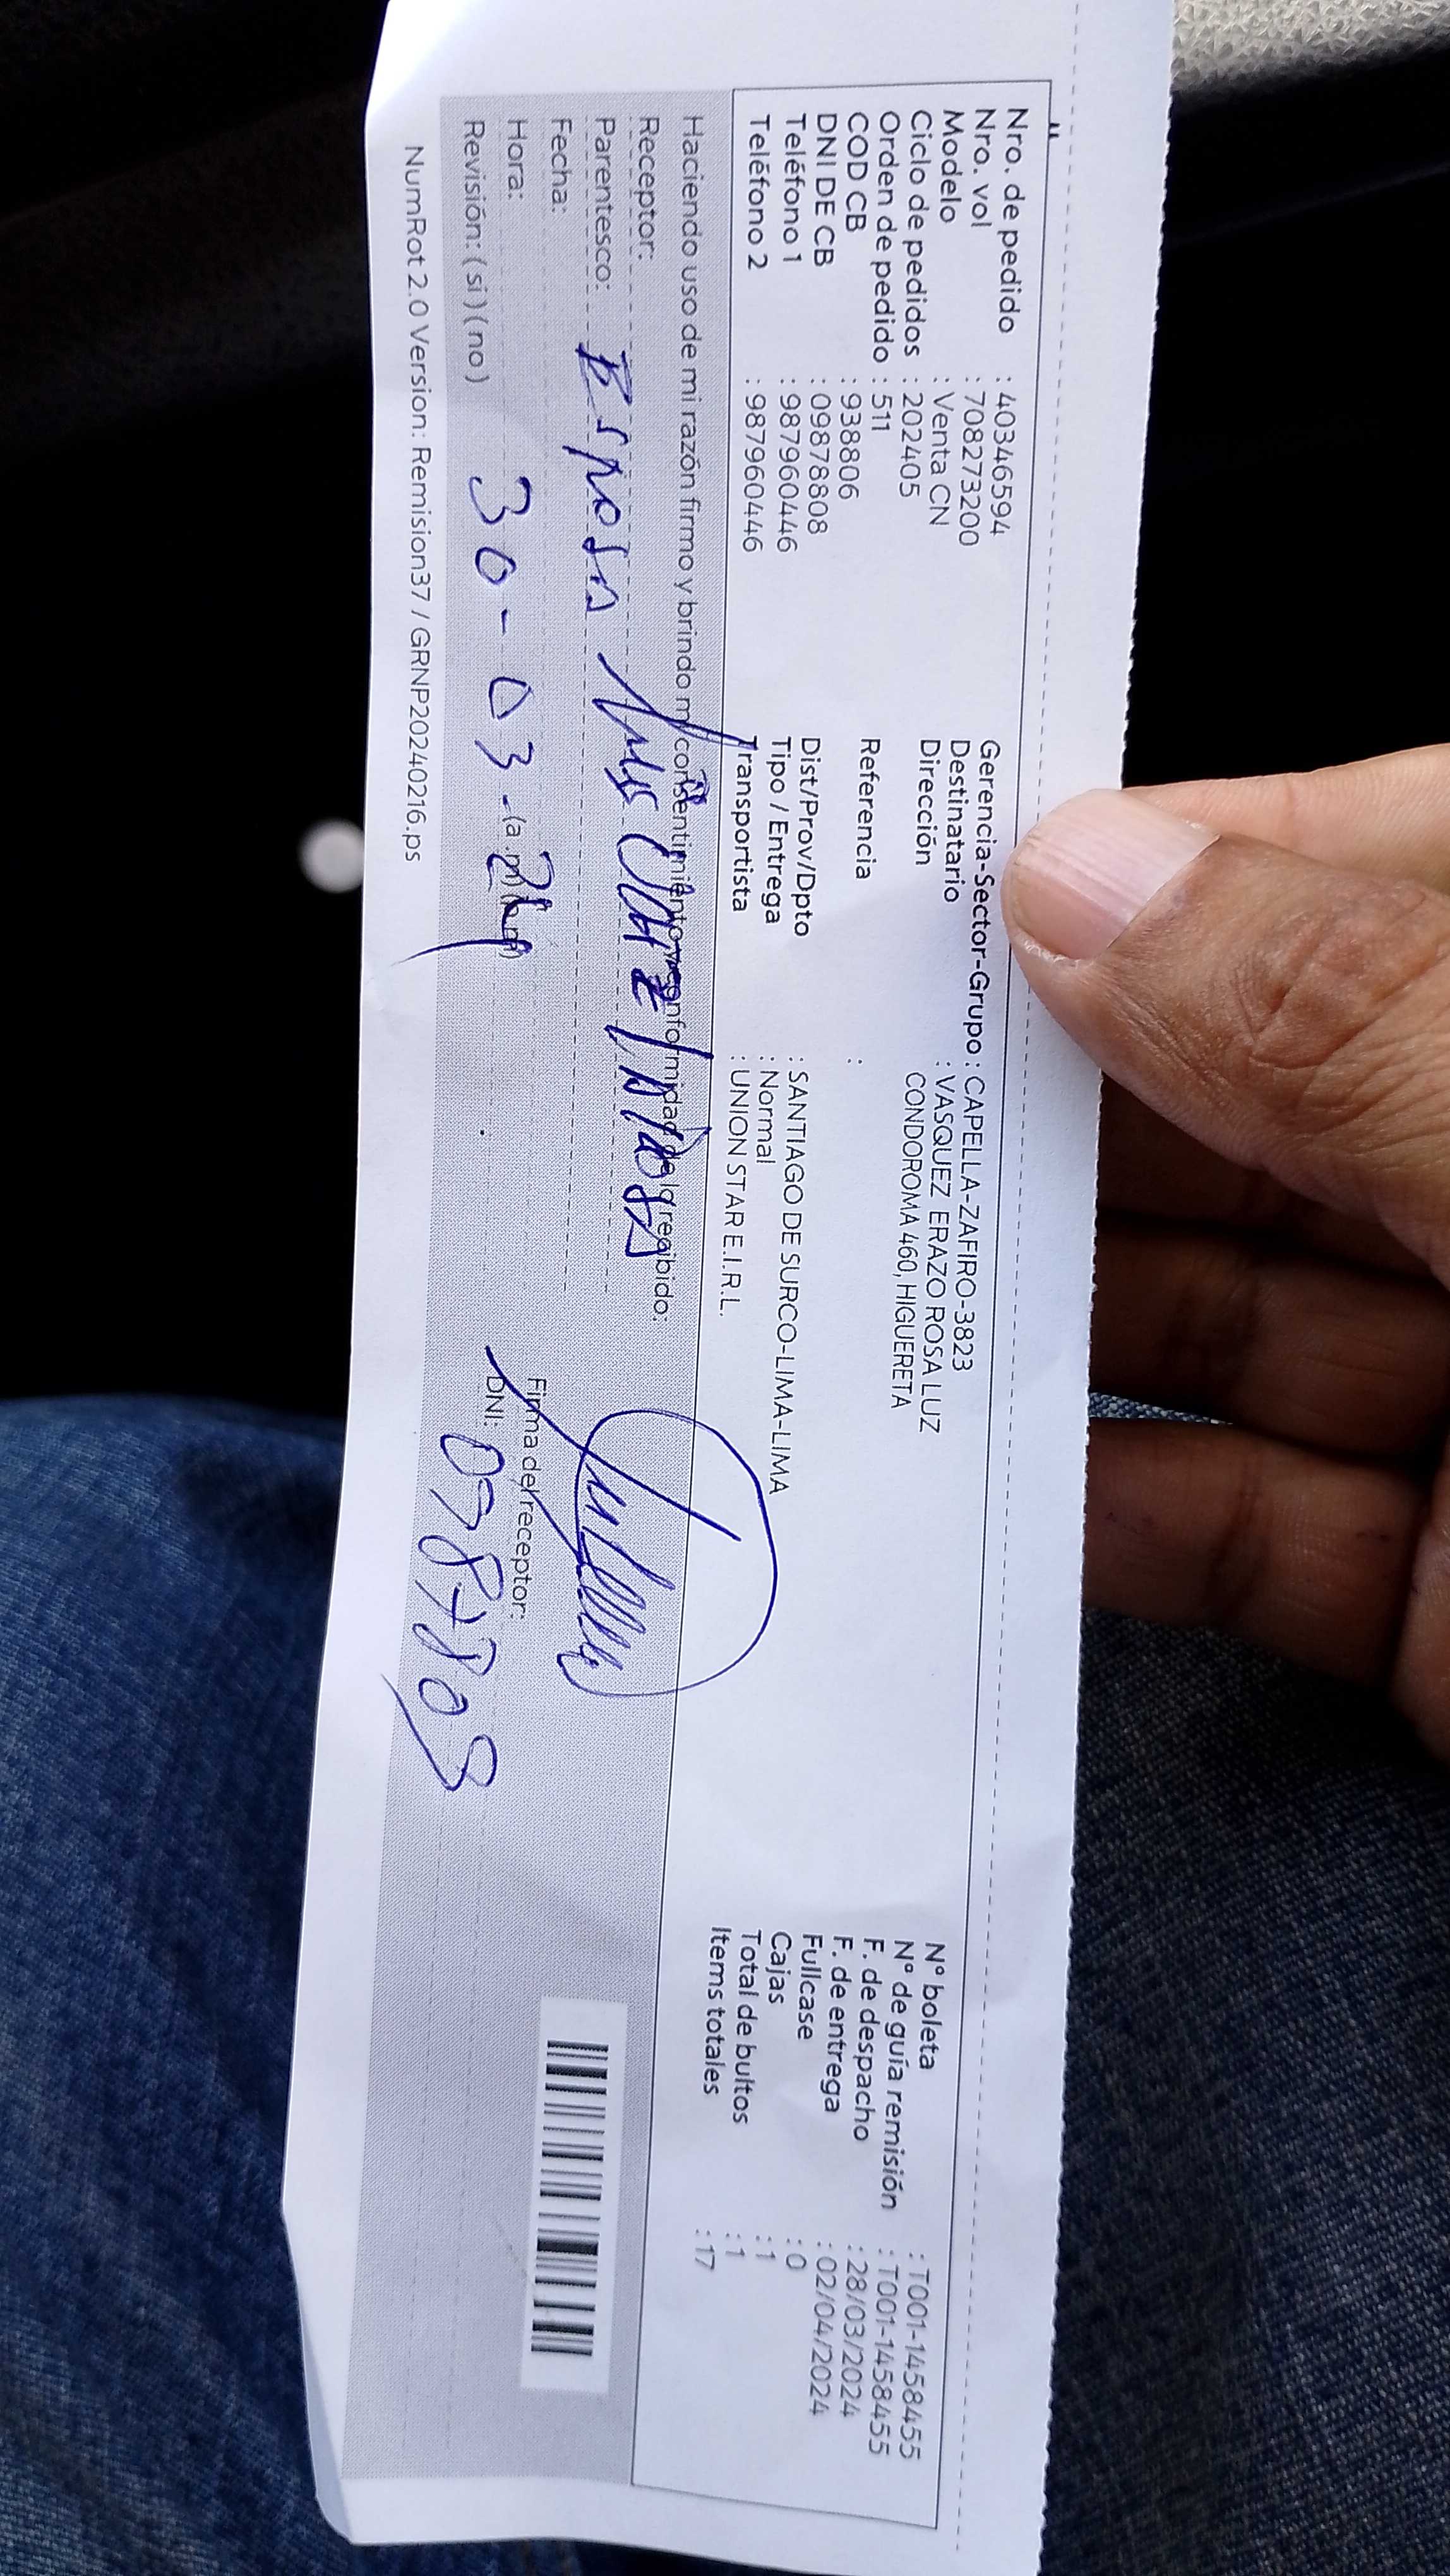 Nro. de pedido : 40346594
Nro. vol : 708273200
Modelo : Venta CN
Ciclo de pedidos : 202405
Orden de pedido : 511
COD CB : 938806
DNI DE CB : 09878808
Teléfono 1 : 987960446
Teléfono 2 : 987960446
Gerencia-Sector-Grupo : CAPELLA-ZAFIRO-3823
Destinatario : VASQUEZ ERAZO ROSA LUZ
Dirección CONDOROMA 460, HIGUERETA
Referencia :
Dist/Prov/Dpto : SANTIAGO DE SURCO-LIMA-LIMA
Tipo / Entrega : Normal
Transportista : UNION STAR E.I.R.L.
N° boleta : T001-1458455
N° de guía remisión : T001-1458455
F. de despacho : 28/03/2024
F. de entrega : 02/04/2024
Fullcase : 0
Cajas : 1
Total de bultos : 1
Items totales : 17
Haciendo uso de mi razón firmo y brindo mi consentimiento y conformidad de lo recibido:
Receptor:
Parentesco: Esposo
Fecha:
Hora: (a.m) (p.m)
30-03-24
Revisión: ( si ) ( no )
Firma del receptor:
DNI:
NumRot 2.0 Version: Remision37 / GRNP20240216.ps